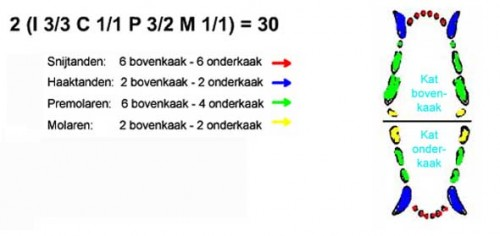 2 (I 3/3 C 1/1 P 3/2 M 1/1) = 30
Snijtanden: 6 bovenkaak - 6 onderkaak
Haaktanden: 2 bovenkaak - 2 onderkaak
Premolaren: 6 bovenkaak - 4 onderkaak
Molaren: 2 bovenkaak - 2 onderkaak
Kat
boven-
kaak
Kat
onder-
kaak